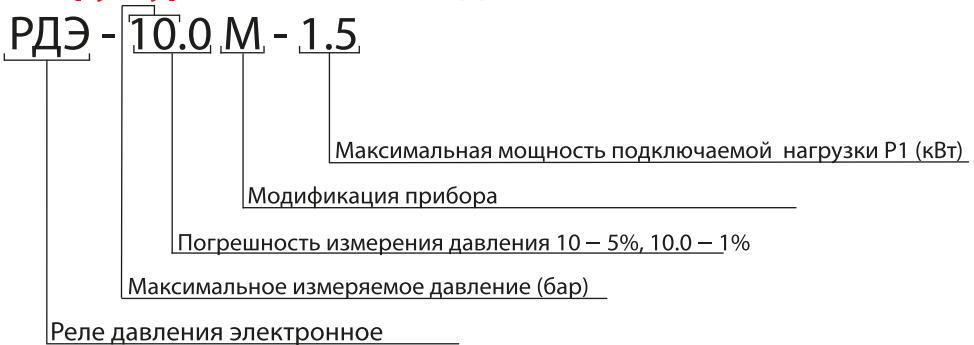 РДЭ - 10.0 М - 1.5
Максимальная мощность подключаемой нагрузки P1 (кВт)
Модификация прибора
Погрешность измерения давления 10 – 5%, 10.0 – 1%
Максимальное измеряемое давление (бар)
Реле давления электронное